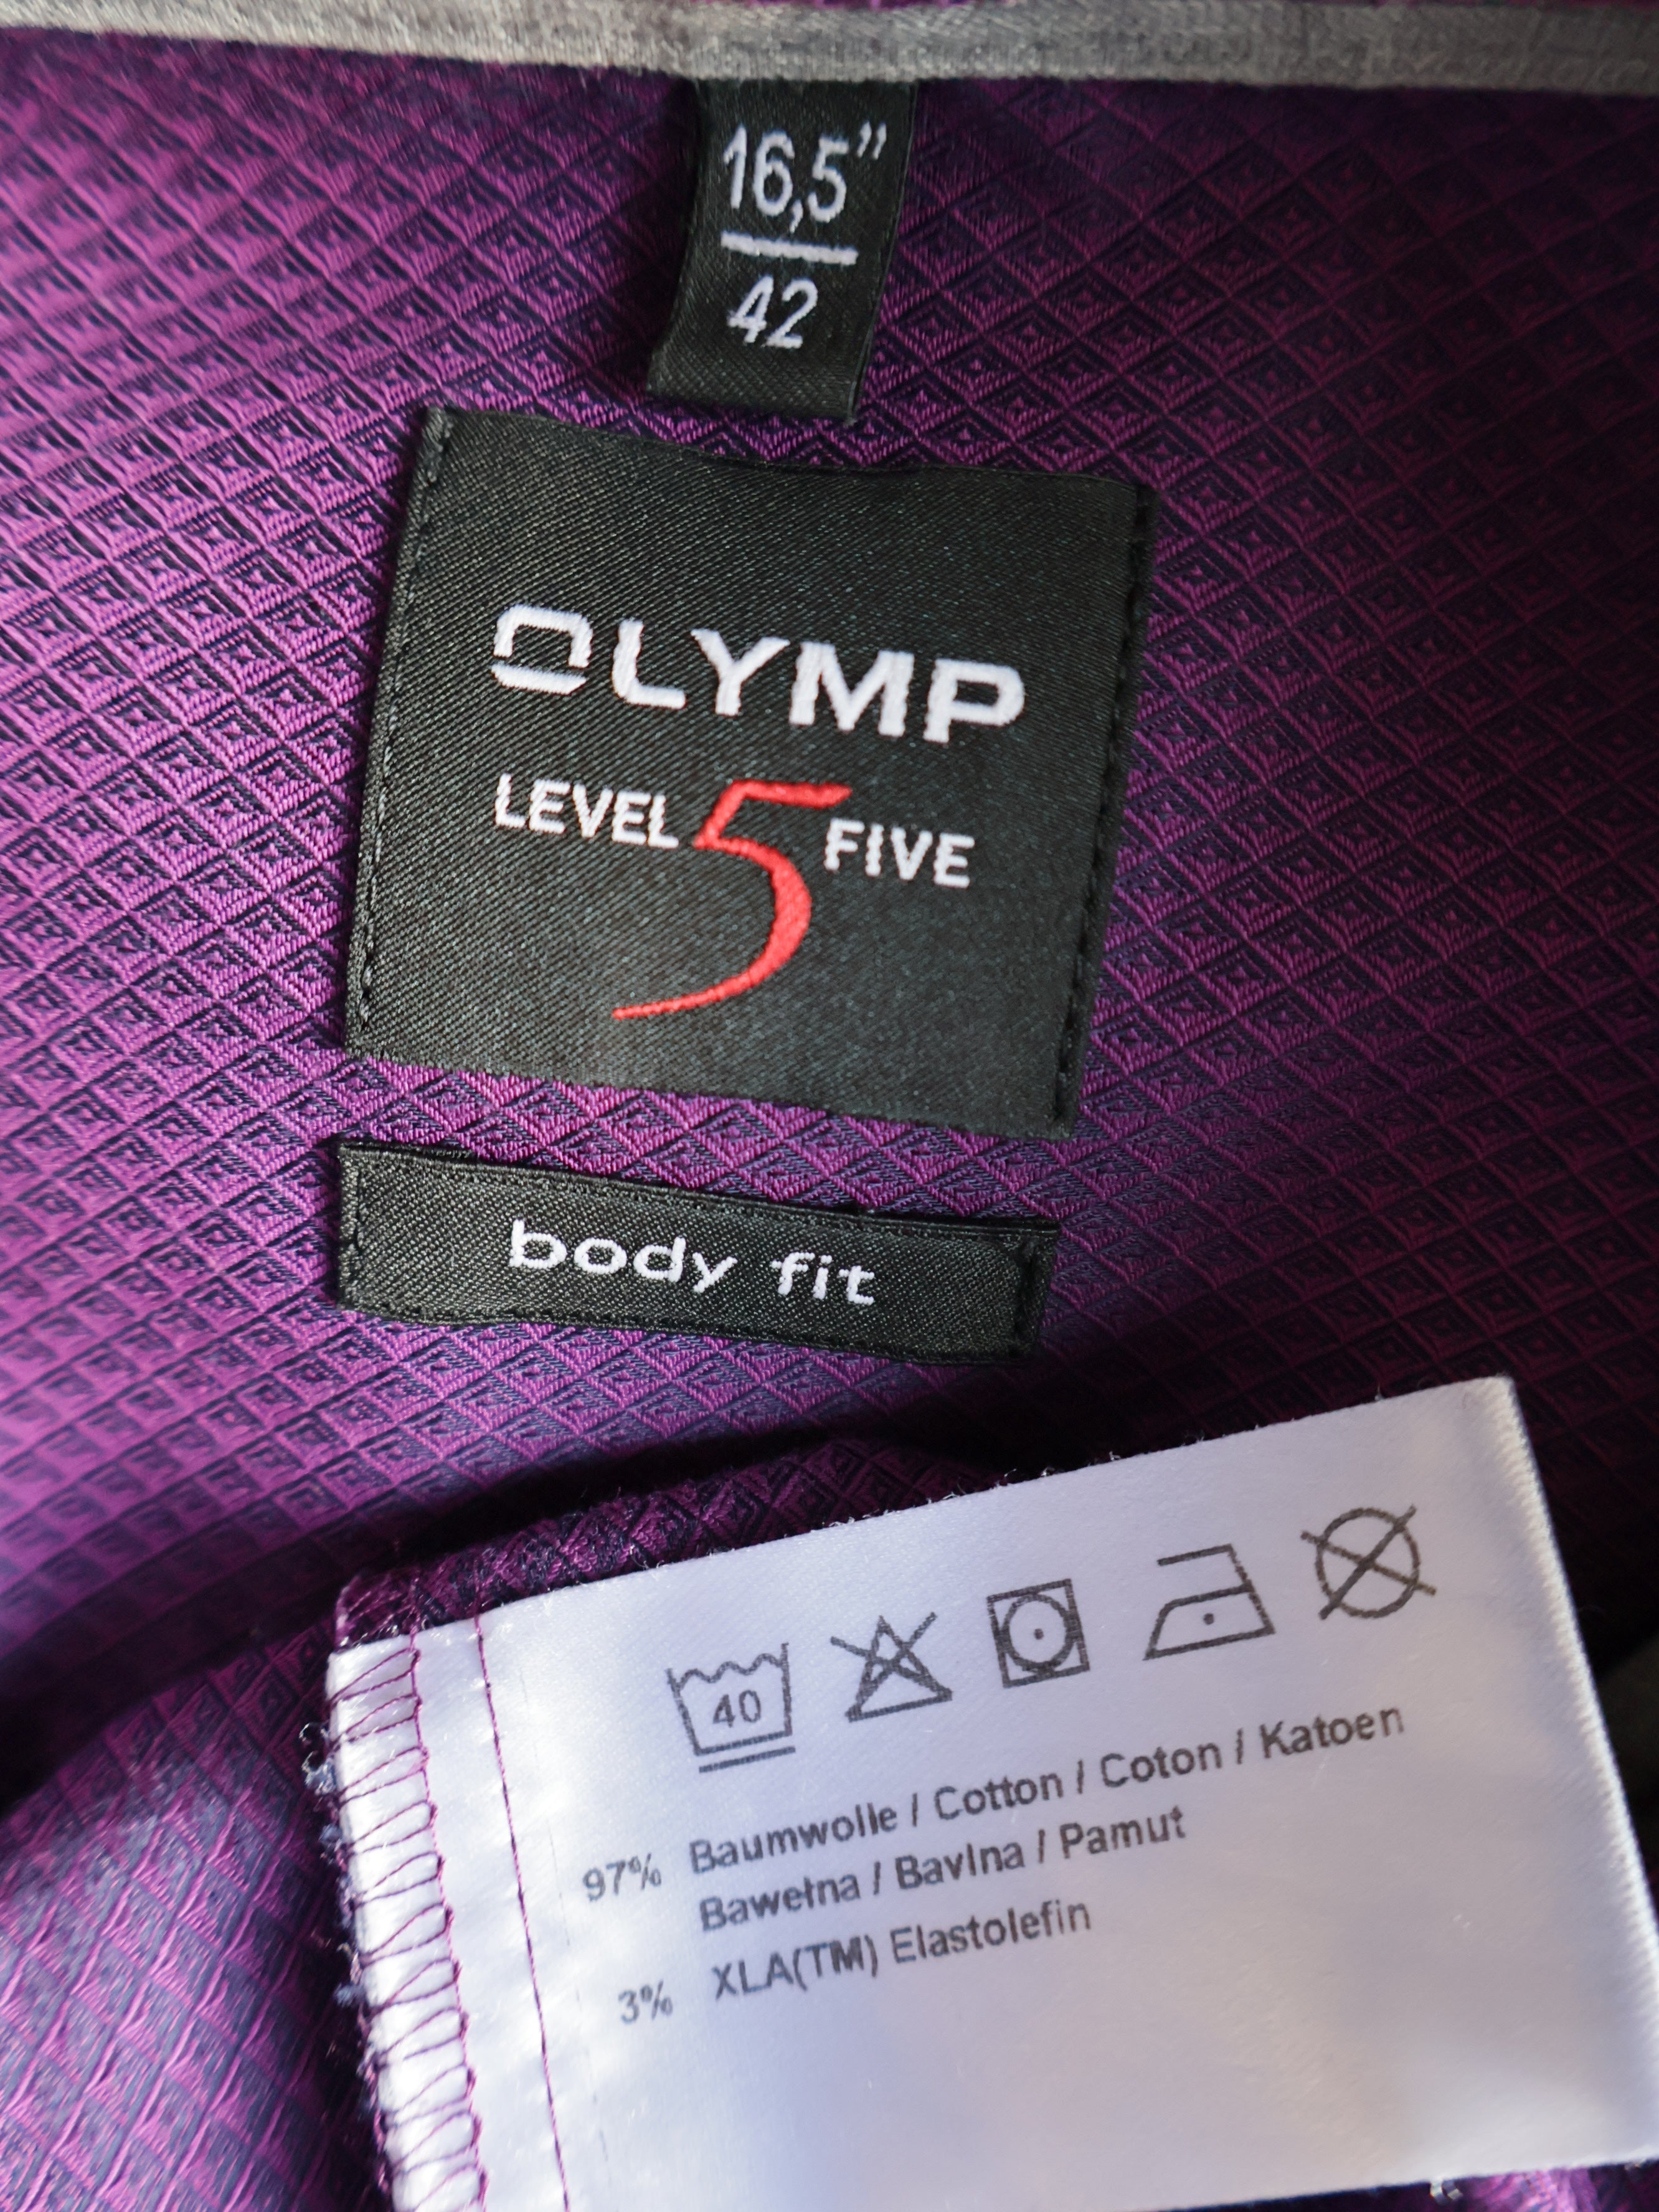 16,5”
42
OLYMP
LEVEL 5 FIVE
body fit
40
97% Baumwolle / Cotton / Coton / Katoen
Bawełna / Bavlna / Pamut
3% XLA(TM) Elastolefin